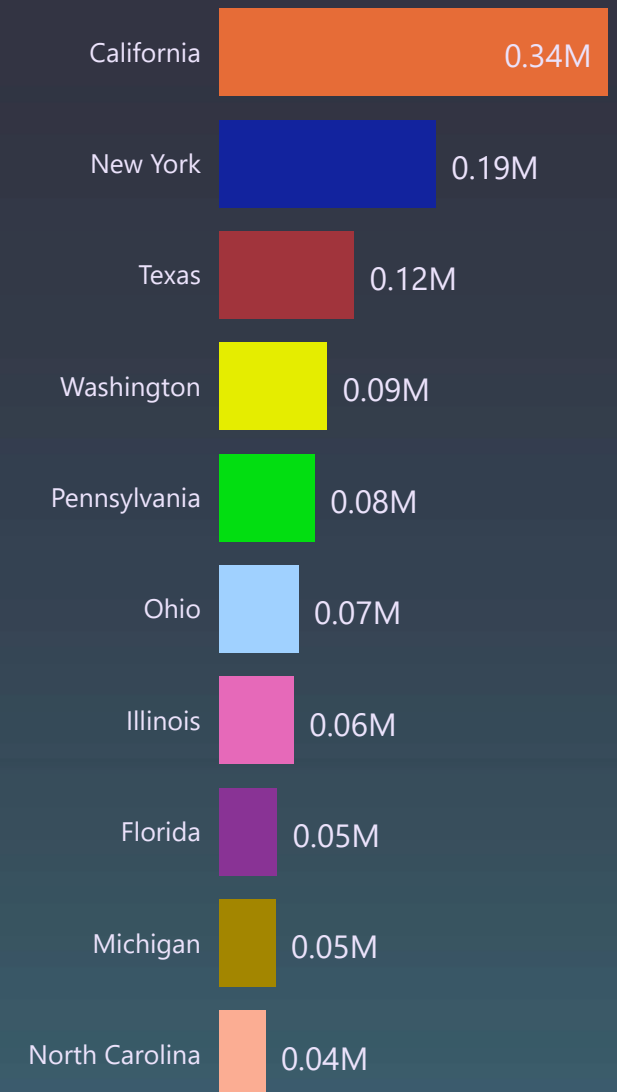 California 0.34M
New York 0.19M
Texas 0.12M
Washington 0.09M
Pennsylvania 0.08M
Ohio 0.07M
Illinois 0.06M
Florida 0.05M
Michigan 0.05M
North Carolina 0.04M